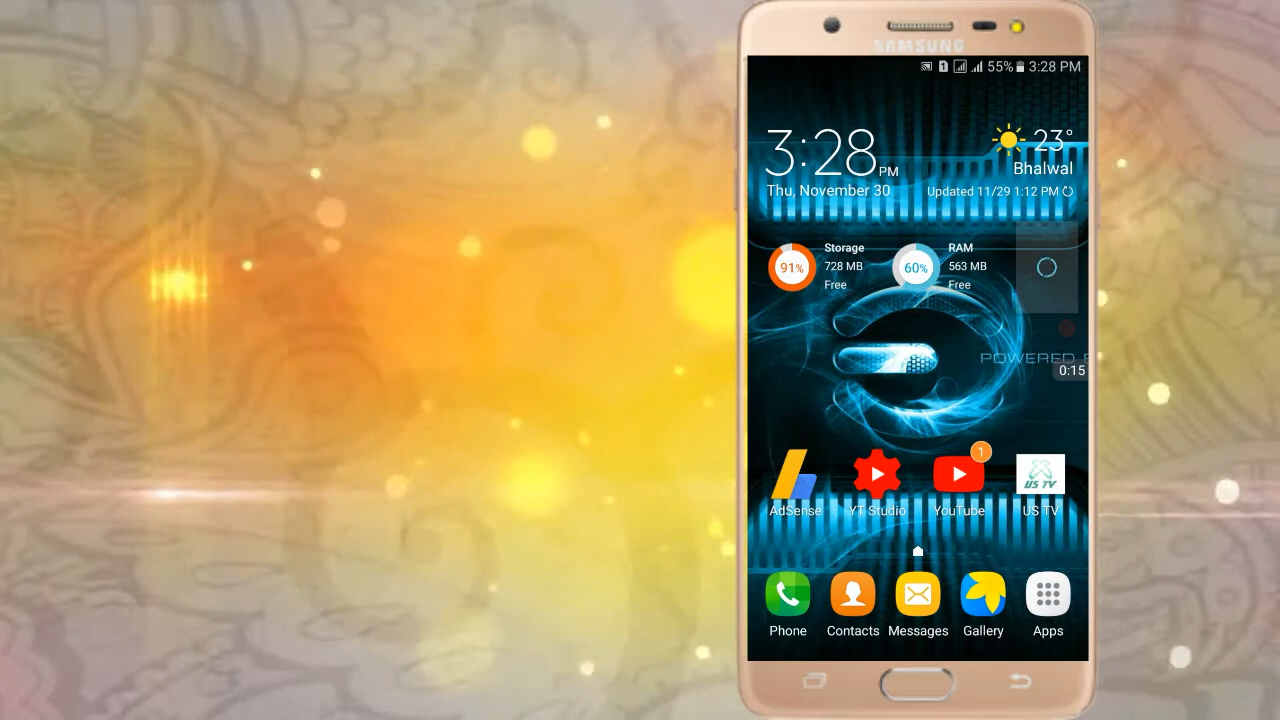 SAMSUNG
1 55% 3:28 PM
3:28 PM
Thu, November 30
23°
Bhalwal
Updated 11/29 1:12 PM
91%
Storage
728 MB
Free
60%
RAM
563 MB
Free
POWERED
0:15
1
AdSense YT Studio YouTube US TV
US TV
Phone Contacts Messages Gallery Apps